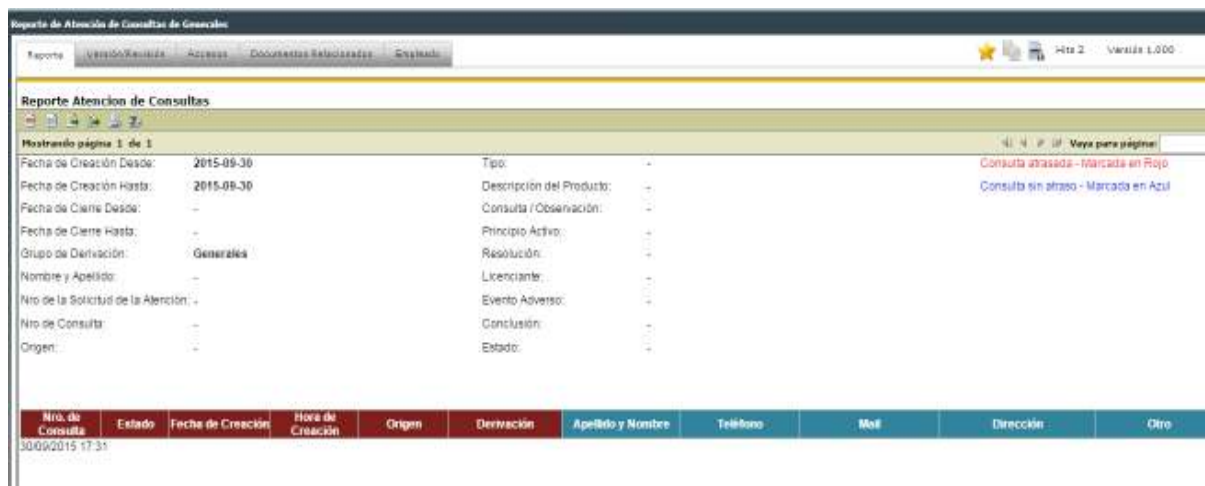 Reporte de Atención de Consultas de Generales
Reporte Versión/Revisión Accesos Documentos Relacionados Empleado Hits 2 Versión 1.000
Reporte Atencion de Consultas
Mostrando página 1 de 1 Vaya para página:
Fecha de Creación Desde: 2015-09-30 Tipo: - Consulta atrasada - Marcada en Rojo
Fecha de Creación Hasta: 2015-09-30 Descripción del Producto: - Consulta sin atraso - Marcada en Azul
Fecha de Cierre Desde: - Consulta / Observación: -
Fecha de Cierre Hasta: - Principio Activo: -
Grupo de Derivación: Generales Resolución: -
Nombre y Apellido: - Licenciante: -
Nro de la Solicitud de la Atención: - Evento Adverso: -
Nro de Consulta: - Conclusión: -
Origen: - Estado: -
Nro. de Consulta Estado Fecha de Creación Hora de Creación Origen Derivación Apellido y Nombre Teléfono Mail Dirección Otro
30/09/2015 17:31